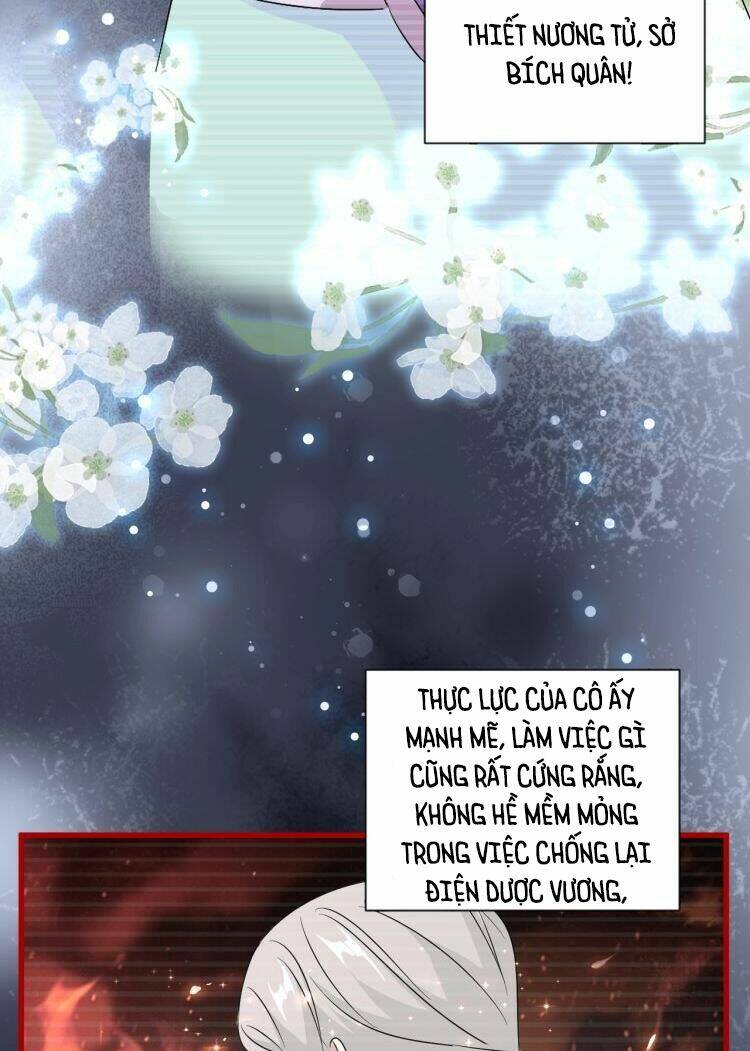 THIẾT NƯƠNG TỬ, SỞ
BÍCH QUÂN!
THỰC LỰC CỦA CÔ ẤY
MẠNH MẼ, LÀM VIỆC GÌ
CŨNG RẤT CỨNG RẮNG,
KHÔNG HỀ MỀM MỎNG
TRONG VIỆC CHỐNG LẠI
ĐIỆN DƯỢC VƯƠNG,